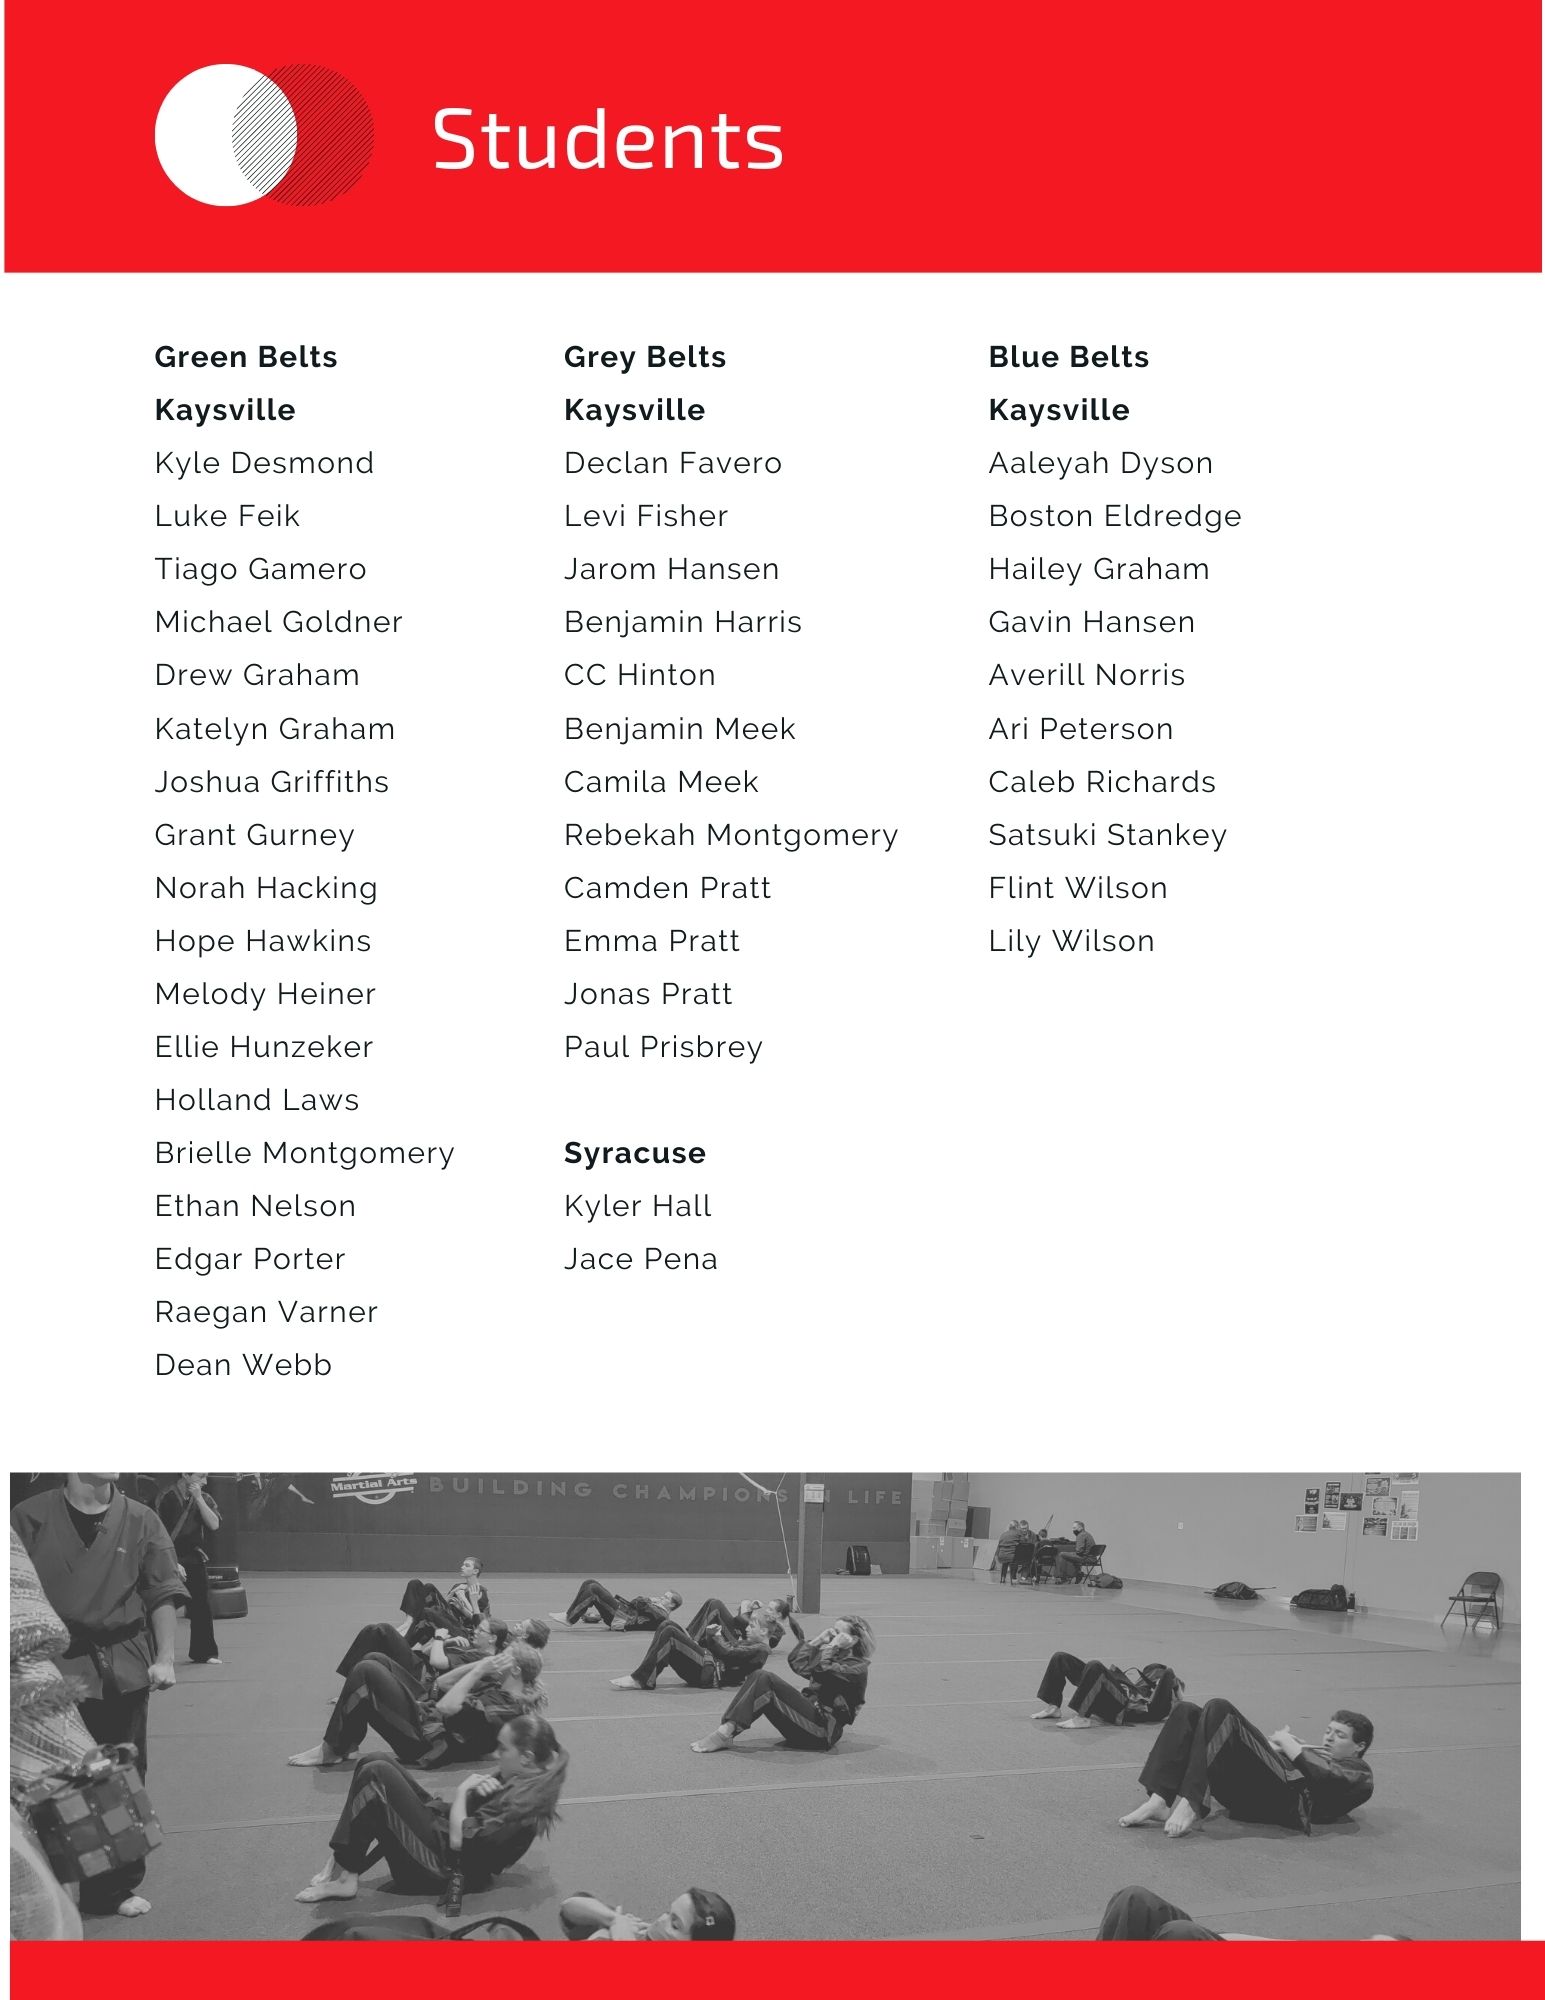 Students
Green Belts
Kaysville
Kyle Desmond
Luke Feik
Tiago Gamero
Michael Goldner
Drew Graham
Katelyn Graham
Joshua Griffiths
Grant Gurney
Norah Hacking
Hope Hawkins
Melody Heiner
Ellie Hunzeker
Holland Laws
Brielle Montgomery
Ethan Nelson
Edgar Porter
Raegan Varner
Dean Webb
Grey Belts
Kaysville
Declan Favero
Levi Fisher
Jarom Hansen
Benjamin Harris
CC Hinton
Benjamin Meek
Camila Meek
Rebekah Montgomery
Camden Pratt
Emma Pratt
Jonas Pratt
Paul Prisbrey
Syracuse
Kyler Hall
Jace Pena
Blue Belts
Kaysville
Aaleyah Dyson
Boston Eldredge
Hailey Graham
Gavin Hansen
Averill Norris
Ari Peterson
Caleb Richards
Satsuki Stankey
Flint Wilson
Lily Wilson
Martial Arts
BUILDING CHAMPIONS IN LIFE